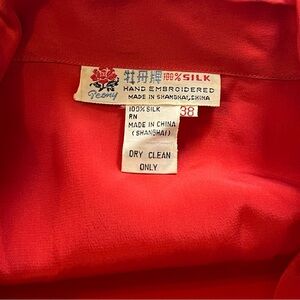 牡丹牌 100% SILK
Peony
HAND EMBROIDERED
MADE IN SHANGHAI, CHINA
100% SILK
38
RN
MADE IN CHINA
(SHANGHAI)
DRY CLEAN
ONLY